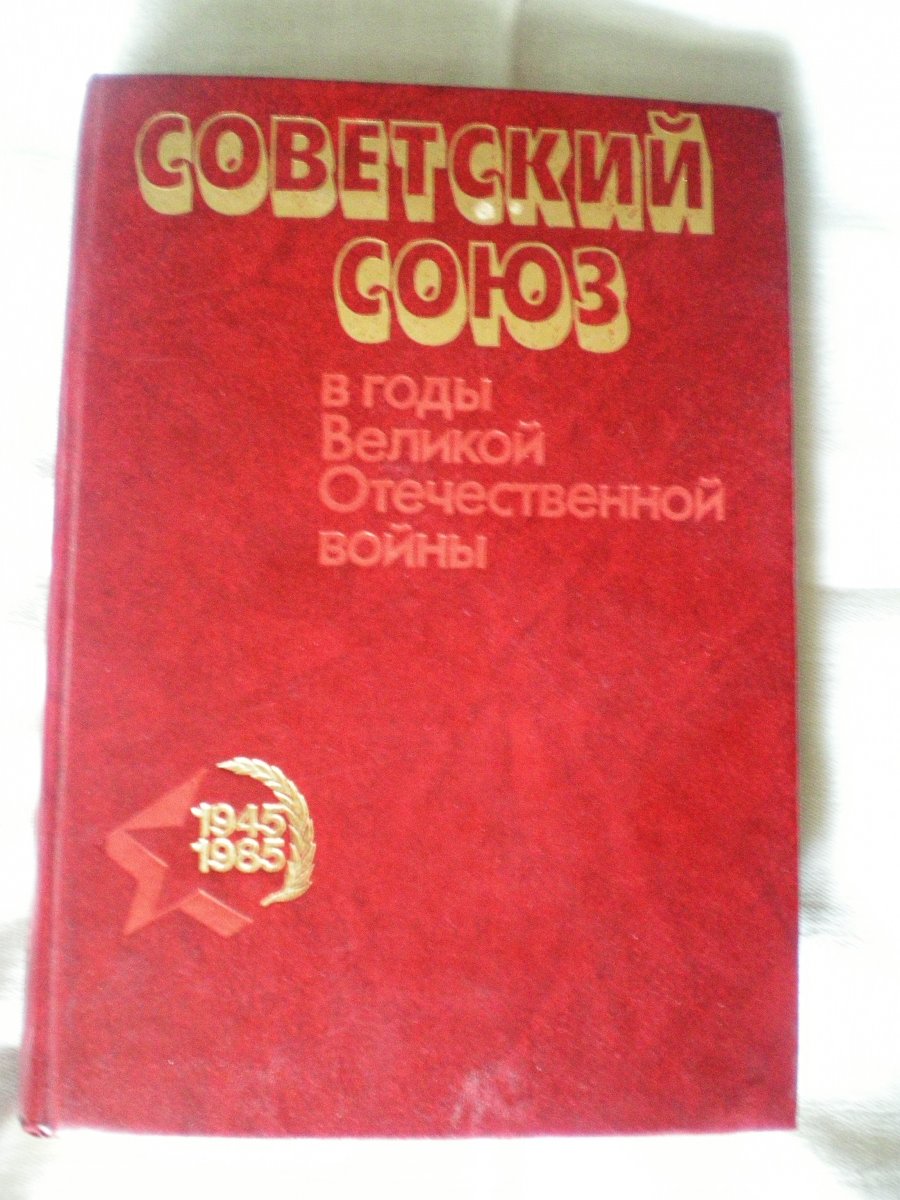 СОВЕТСКИЙ
СОЮЗ
в годы
Великой
Отечественной
войны
1945
1985